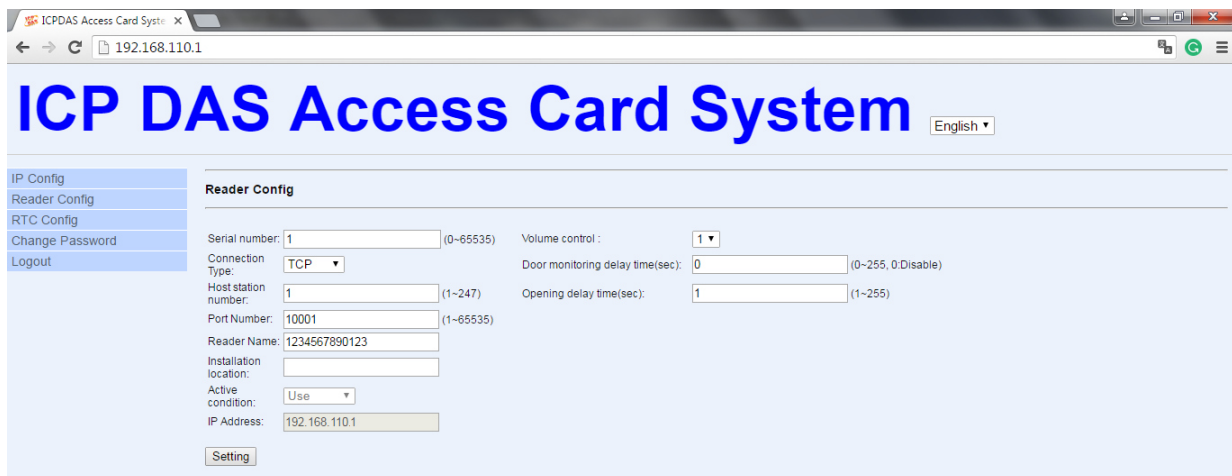 ICPDAS Access Card Syste
192.168.110.1
ICP DAS Access Card System English
IP Config
Reader Config
RTC Config
Change Password
Logout
Reader Config
Serial number: 1 (0~65535) Volume control : 1
Connection Type: TCP Door monitoring delay time(sec): 0 (0~255, 0:Disable)
Host station number: 1 (1~247) Opening delay time(sec): 1 (1~255)
Port Number: 10001 (1~65535)
Reader Name: 1234567890123
Installation location:
Active condition: Use
IP Address: 192.168.110.1
Setting